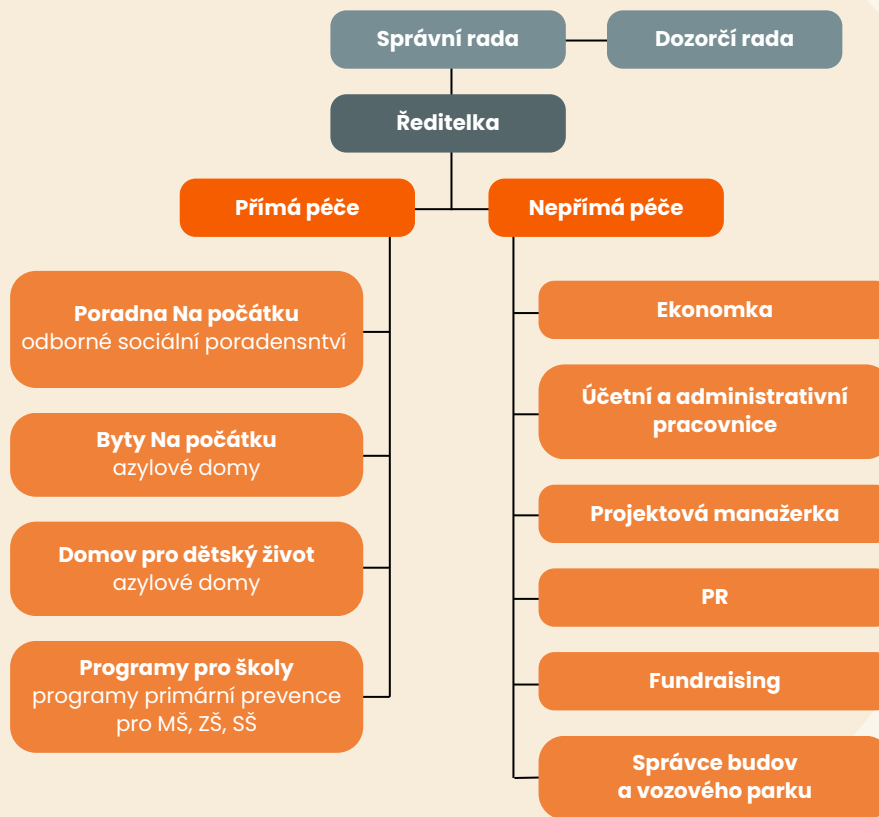 Správní rada
Dozorčí rada
Ředitelka
Přímá péče
Nepřímá péče
Poradna Na počátku
odborné sociální poradensntví
Byty Na počátku
azylové domy
Domov pro dětský život
azylové domy
Programy pro školy
programy primární prevence
pro MŠ, ZŠ, SŠ
Ekonomka
Účetní a administrativní
pracovnice
Projektová manažerka
PR
Fundraising
Správce budov
a vozového parku